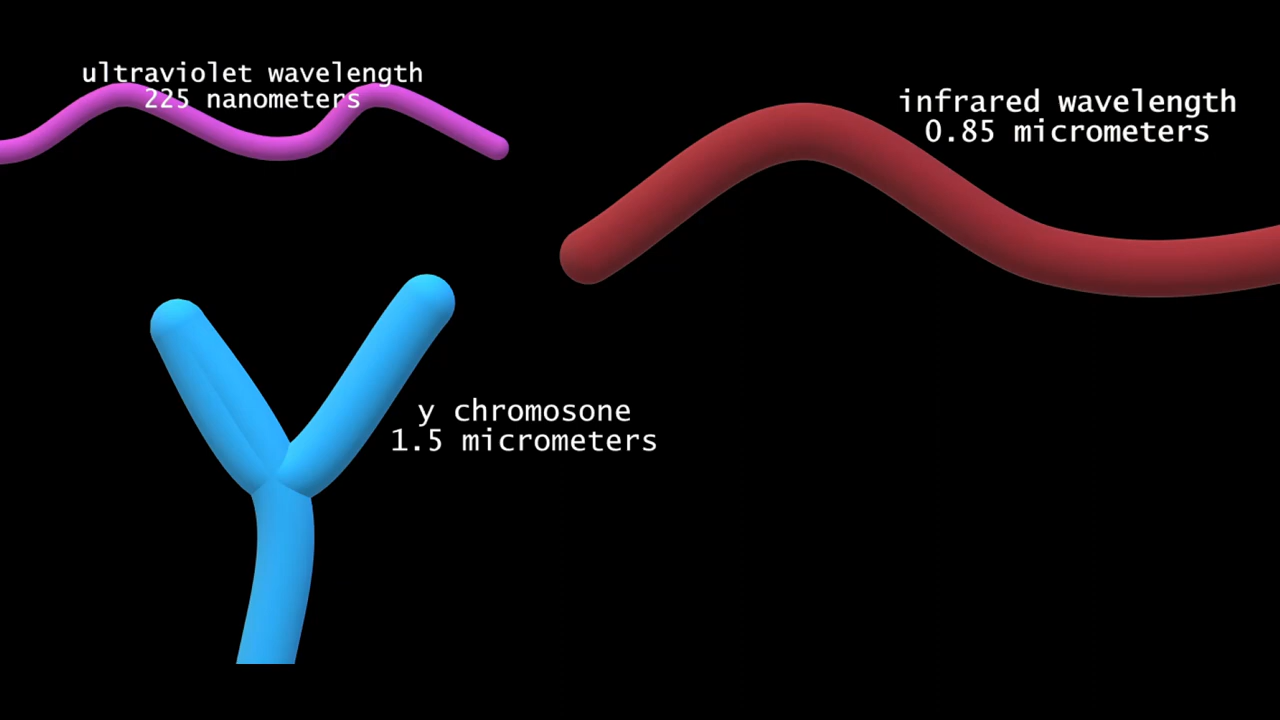 ultraviolet wavelength
225 nanometers
infrared wavelength
0.85 micrometers
y chromosone
1.5 micrometers